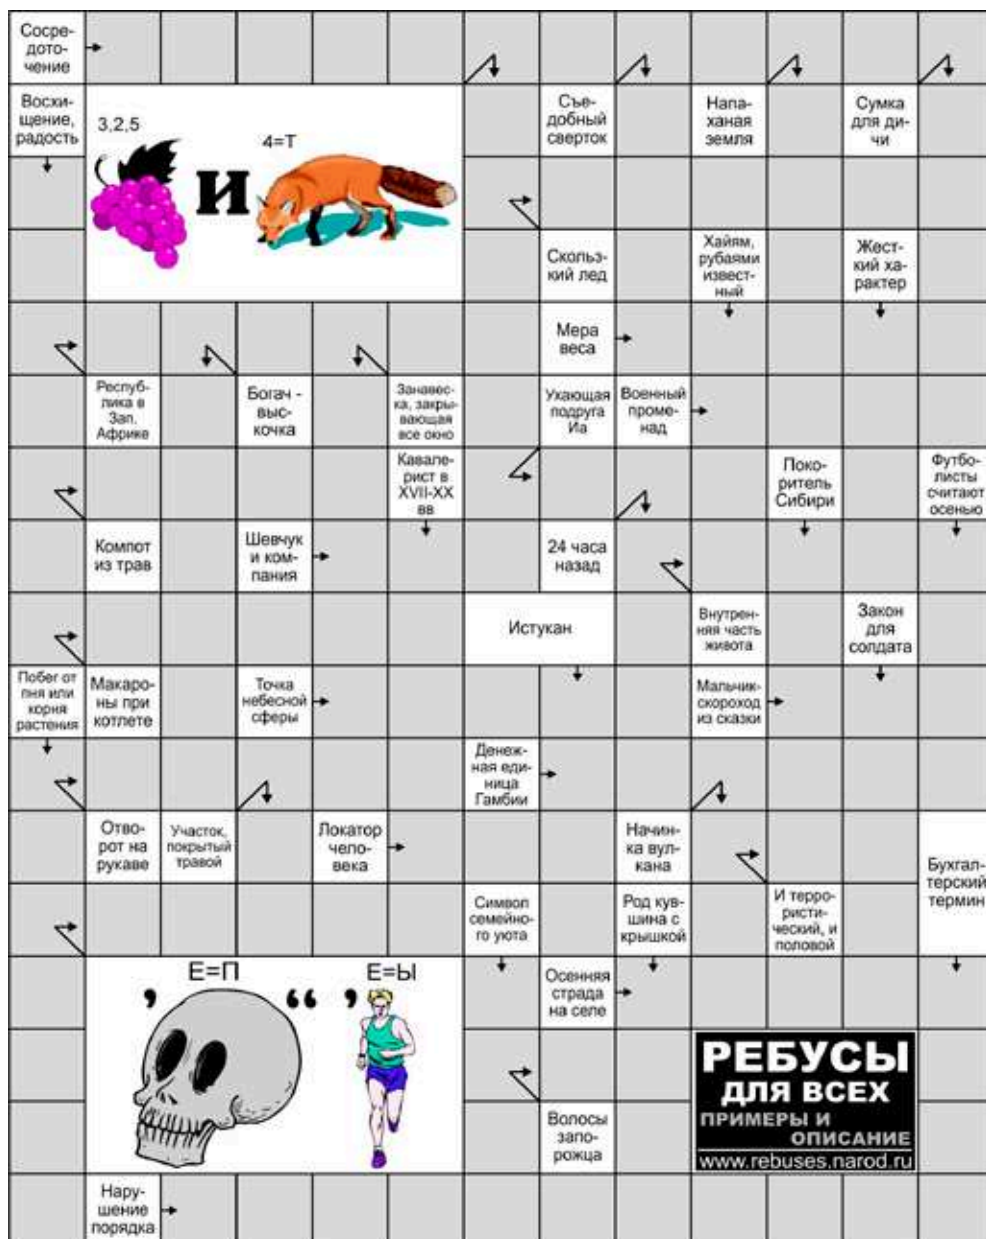 Сосре-
дото-
чение
Восхи-
щение,
радость
3,2,5
И
4=Т
Съе-
добный
сверток
Напа-
ханая
земля
Сумка
для ди-
чи
Скольз-
кий лед
Хайям,
рубаями
извест-
ный
Жест-
кий ха-
рактер
Мера
веса
Респуб-
лика в
Зап.
Африке
Богач -
выс-
кочка
Занавес-
ка, закры-
вающая
все окно
Ухающая
подруга
Иа
Военный
проме-
над
Кавале-
рист в
XVII-XX
вв
Поко-
ритель
Сибири
Футбо-
листы
считают
осенью
Компот
из трав
Шевчук
и ком-
пания
24 часа
назад
Истукан
Внутрен-
няя часть
живота
Закон
для
солдата
Побег от
пня или
корня
растения
Макаро-
ны при
котлете
Точка
небесной
сферы
Мальчик-
скороход
из сказки
Денеж-
ная еди-
ница
Гамбии
Отво-
рот на
рукаве
Участок,
покрытый
травой
Локатор
чело-
века
Начин-
ка вул-
кана
Бухгал-
терский
термин
Символ
семейно-
го уюта
Род кув-
шина с
крышкой
И терро-
ристи-
ческий, и
половой
Е=П
Е=Ы
, “ ,
Осенняя
страда
на селе
РЕБУСЫ
ДЛЯ ВСЕХ
ПРИМЕРЫ И
ОПИСАНИЕ
www.rebuses.narod.ru
Волосы
запо-
рожца
Нару-
шение
порядка